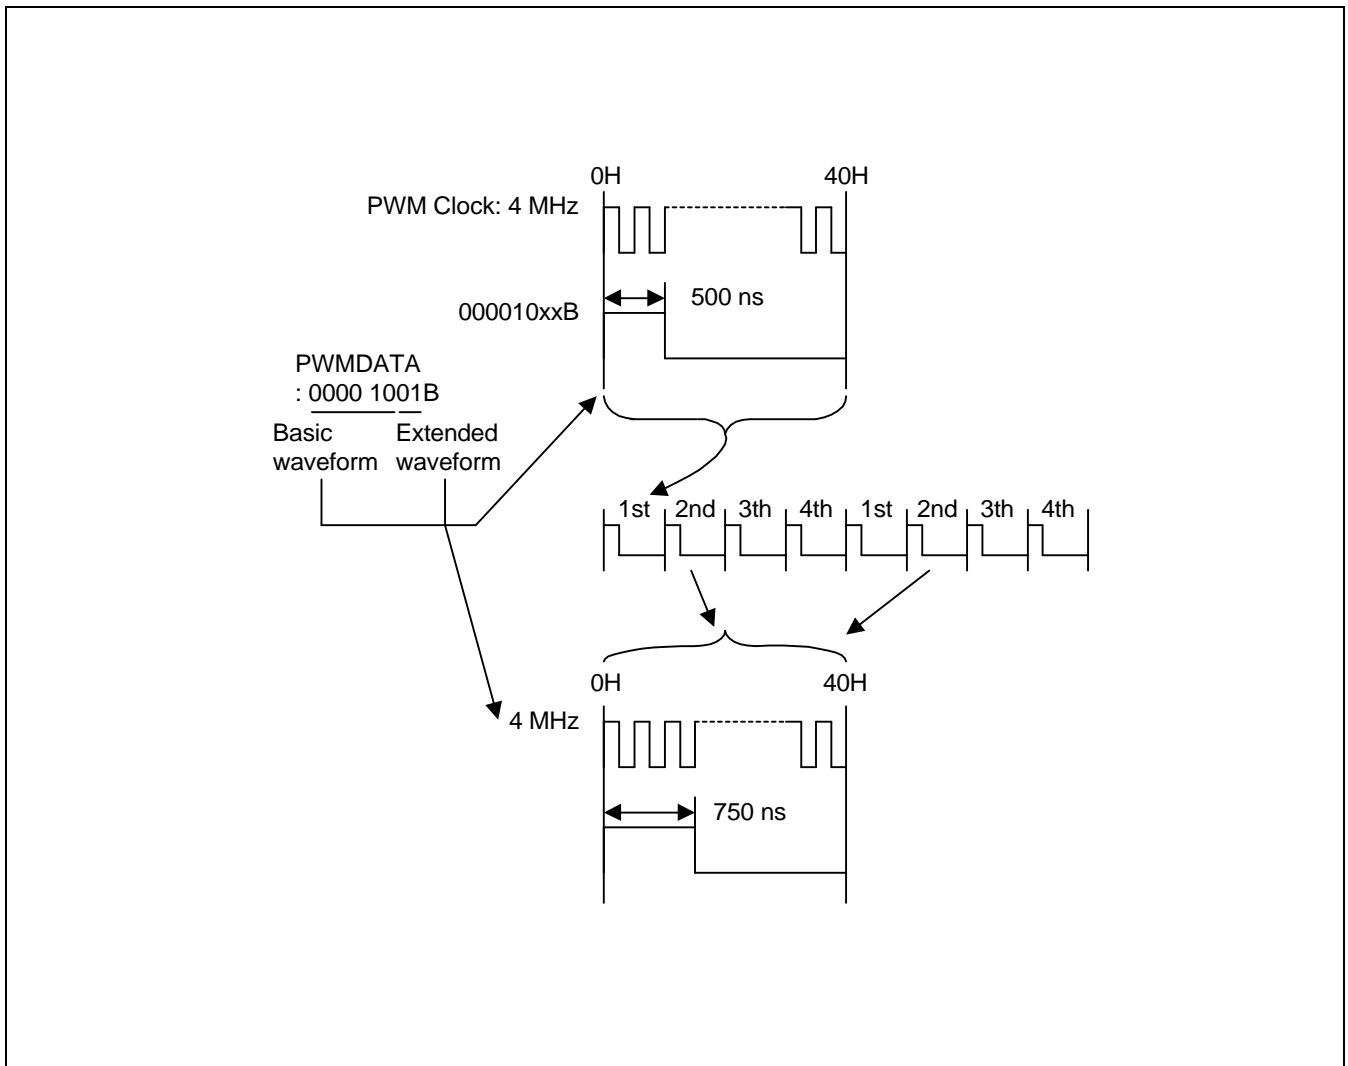 0H 40H
PWM Clock: 4 MHz
500 ns
000010xxB
PWMDATA
: 0000 1001B
Basic waveform
Extended waveform
1st 2nd 3th 4th 1st 2nd 3th 4th
0H 40H
4 MHz
750 ns